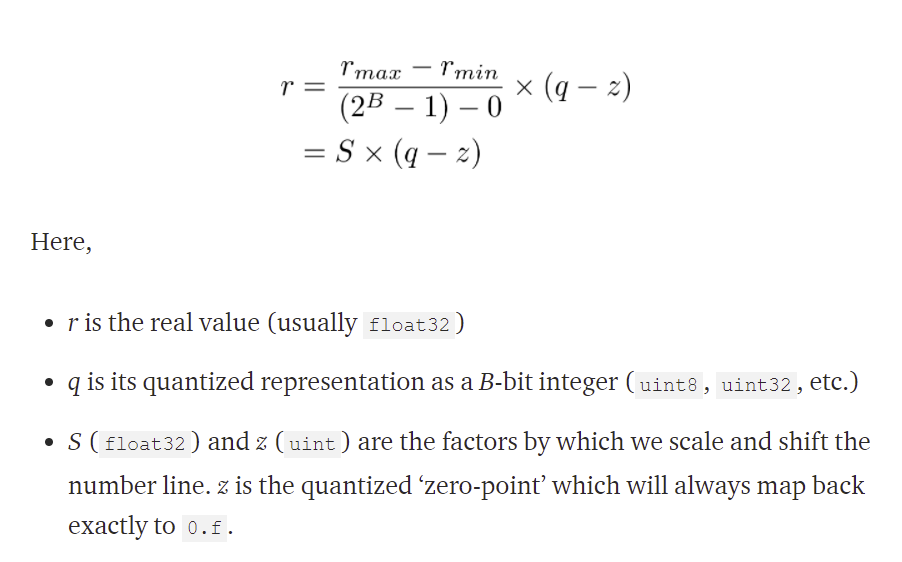 r = \frac{r_{max} - r_{min}}{(2^B - 1) - 0} × (q − z)
= S × (q − z)
Here,
• r is the real value (usually float32)
• q is its quantized representation as a B-bit integer (uint8, uint32, etc.)
• S (float32) and z (uint) are the factors by which we scale and shift the
number line. z is the quantized ‘zero-point’ which will always map back
exactly to 0.f.